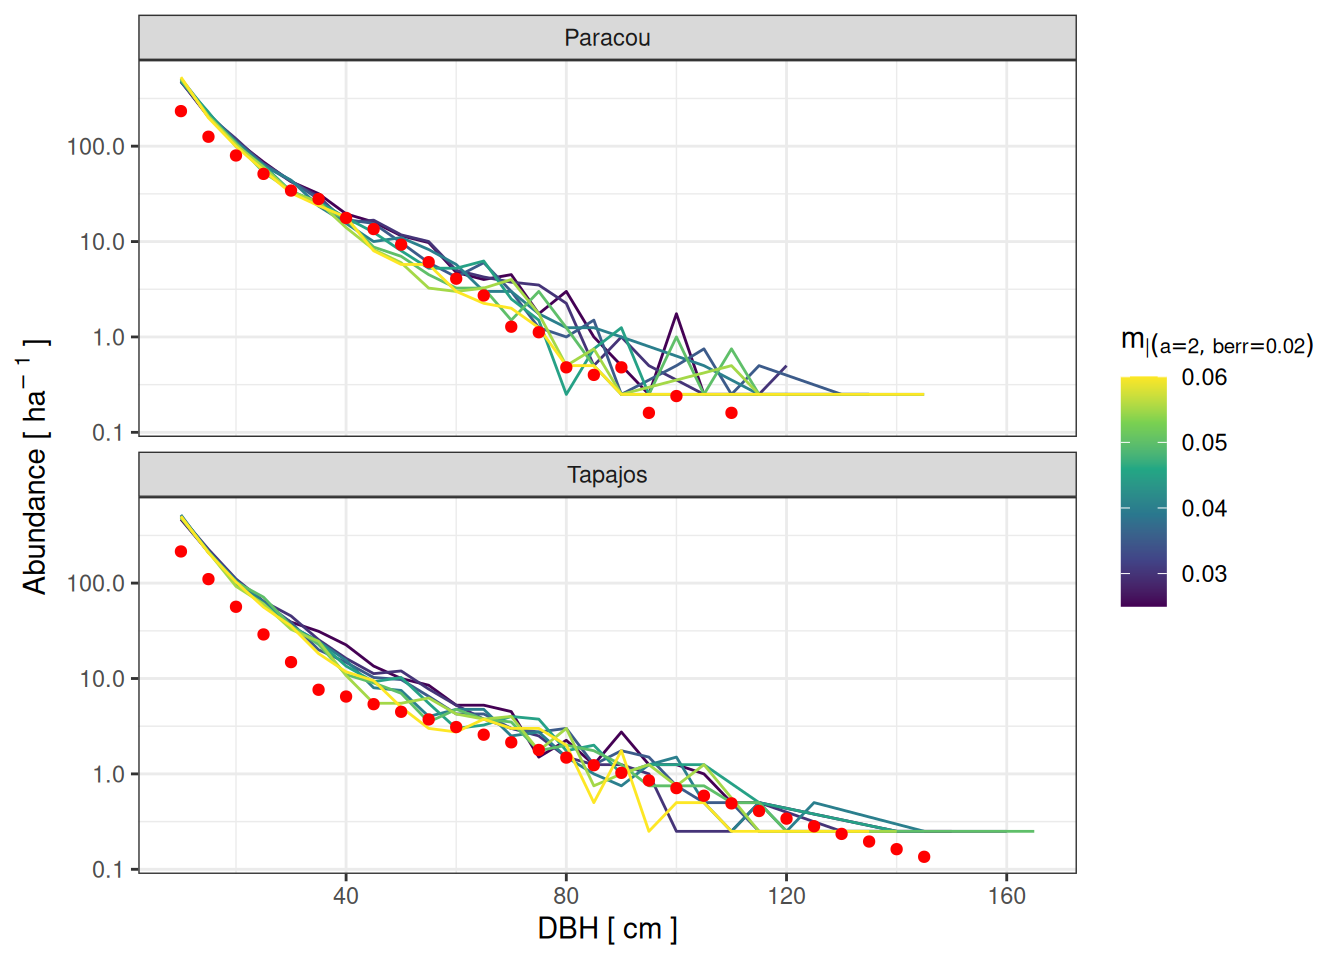 Paracou
100.0
10.0
1.0
0.1
Tapajos
100.0
10.0
1.0
0.1
40 80 120 160
DBH [ cm ]
Abundance [ ha⁻¹ ]
m|(a=2, berr=0.02)
0.06
0.05
0.04
0.03